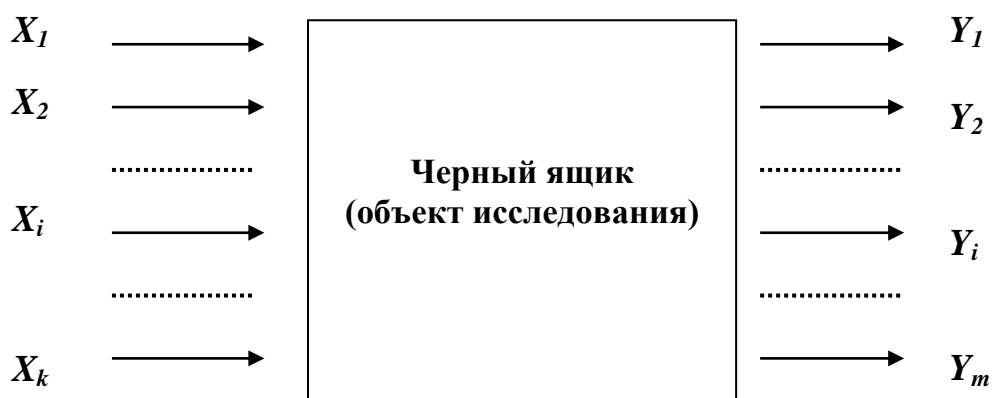 X1 Y1
X2 Y2
Черный ящик
(объект исследования)
Xi Yi
Xk Ym